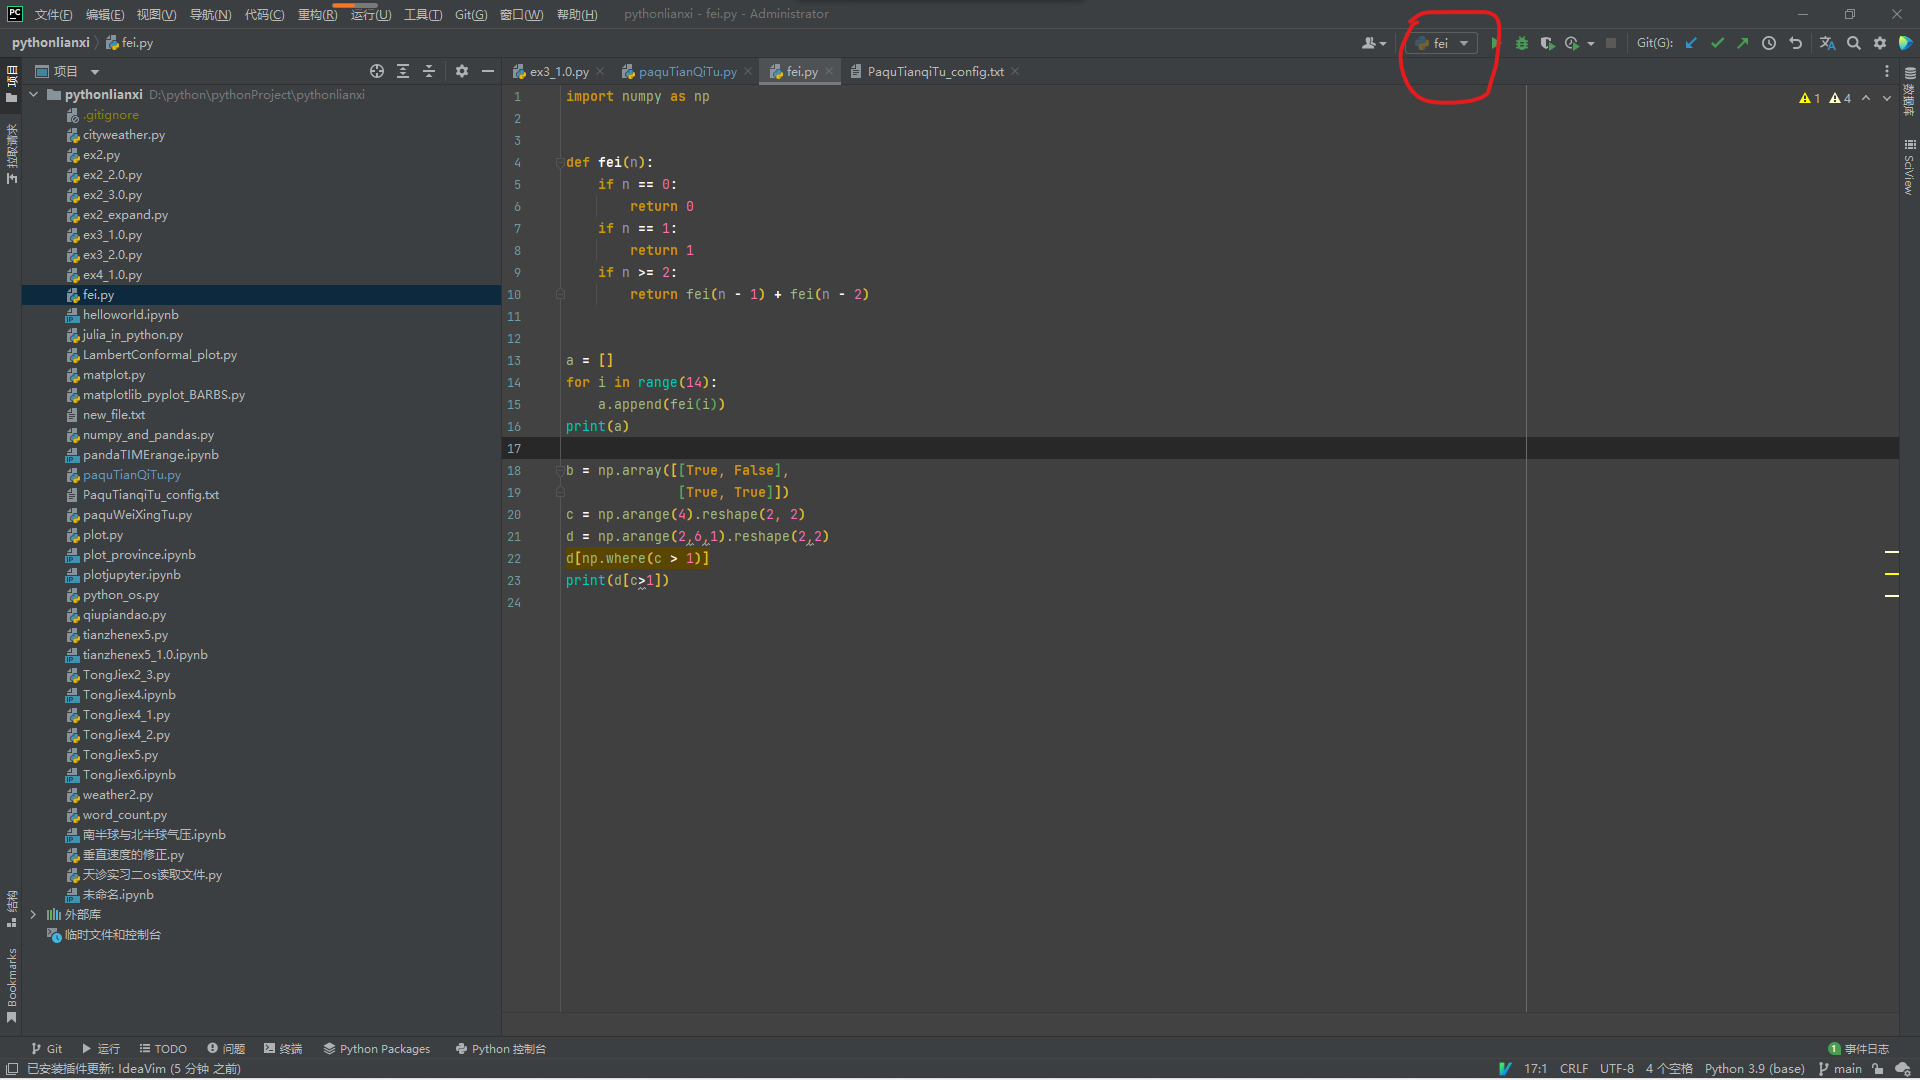 PC 文件(F) 编辑(E) 视图(V) 导航(N) 代码(C) 重构(R) 运行(U) 工具(T) Git(G) 窗口(W) 帮助(H) pythonlianxi - fei.py - Administrator
pythonlianxi fei.py fei Git(G):
项目 ex3_1.0.py paquTianQiTu.py fei.py PaquTianqiTu_config.txt
pythonlianxi D:\python\pythonProject\pythonlianxi
.gitignore
cityweather.py
ex2.py
ex2_2.0.py
ex2_3.0.py
ex2_expand.py
ex3_1.0.py
ex3_2.0.py
ex4_1.0.py
fei.py
helloworld.ipynb
julia_in_python.py
LambertConformal_plot.py
matplot.py
matplotlib_pyplot_BARBS.py
new_file.txt
numpy_and_pandas.py
pandaTIMErange.ipynb
paquTianQiTu.py
PaquTianqiTu_config.txt
paquWeiXingTu.py
plot.py
plot_province.ipynb
plotjupyter.ipynb
python_os.py
qiupiandao.py
tianzhenex5.py
tianzhenex5_1.0.ipynb
TongJiex2_3.py
TongJiex4.ipynb
TongJiex4_1.py
TongJiex4_2.py
TongJiex5.py
TongJiex6.ipynb
weather2.py
word_count.py
南半球与北半球气压.ipynb
垂直速度的修正.py
天诊实习二os读取文件.py
未命名.ipynb
外部库
临时文件和控制台
1 import numpy as np
2
3
4 def fei(n):
5 if n == 0:
6 return 0
7 if n == 1:
8 return 1
9 if n >= 2:
10 return fei(n - 1) + fei(n - 2)
11
12
13 a = []
14 for i in range(14):
15 a.append(fei(i))
16 print(a)
17
18 b = np.array([[True, False],
19 [True, True]])
20 c = np.arange(4).reshape(2, 2)
21 d = np.arange(2,6,1).reshape(2,2)
22 d[np.where(c > 1)]
23 print(d[c>1])
24
1 4
项目
拉取请求
结构
Bookmarks
数据库
SciView
Git 运行 TODO 问题 终端 Python Packages Python 控制台 1 事件日志
已安装插件更新: IdeaVim (5 分钟 之前) 17:1 CRLF UTF-8 4 个空格 Python 3.9 (base) main